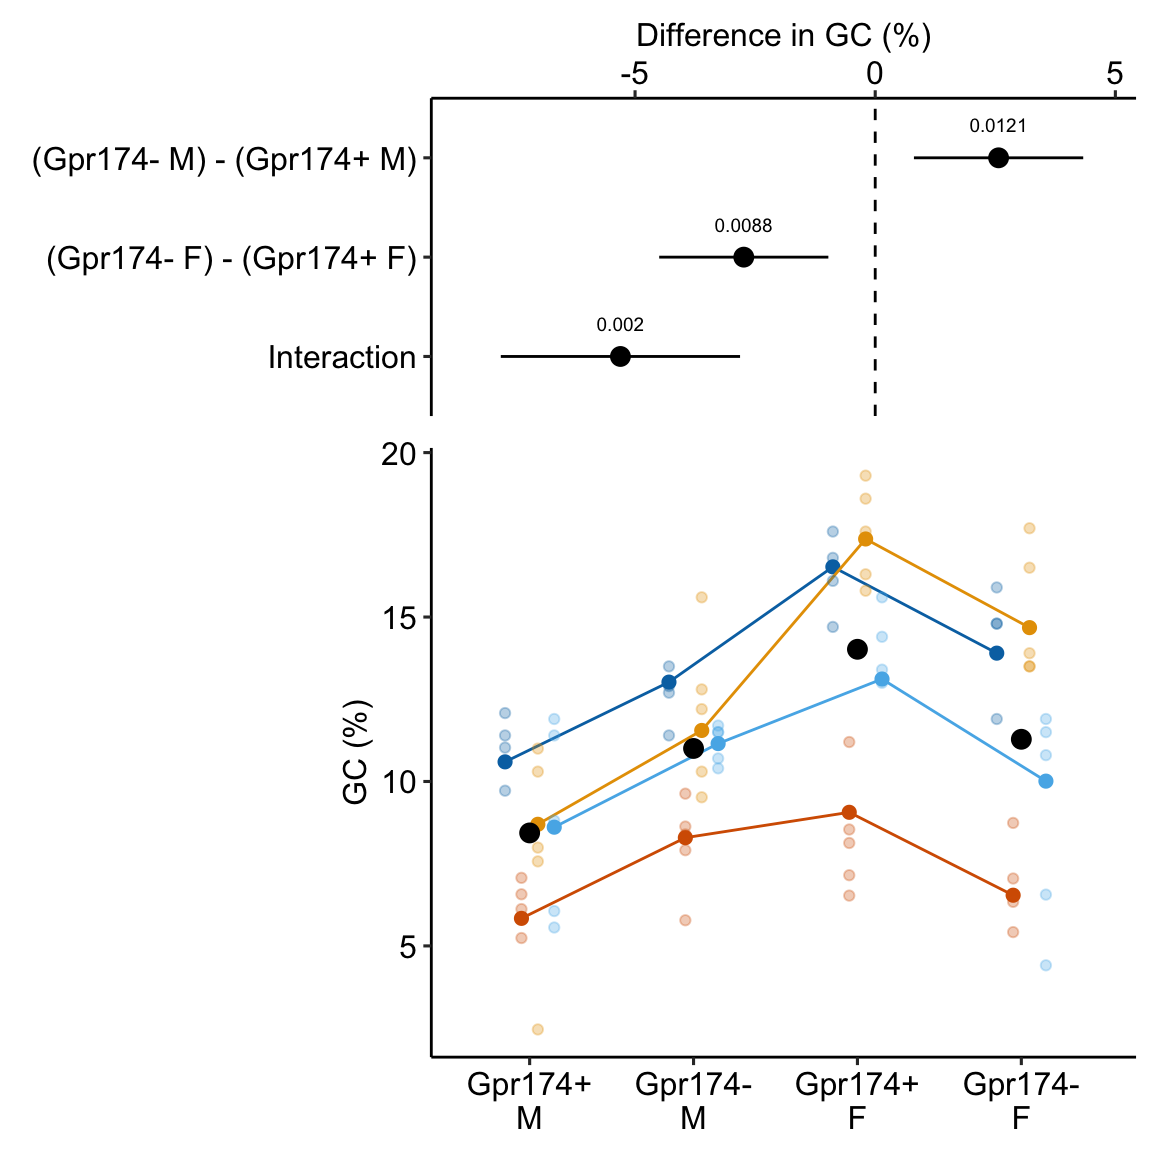 Difference in GC (%)
-5 0 5
0.0121
(Gpr174- M) - (Gpr174+ M)
0.0088
(Gpr174- F) - (Gpr174+ F)
0.002
Interaction
20
15
10
5
GC (%)
Gpr174+ Gpr174- Gpr174+ Gpr174-
M M F F